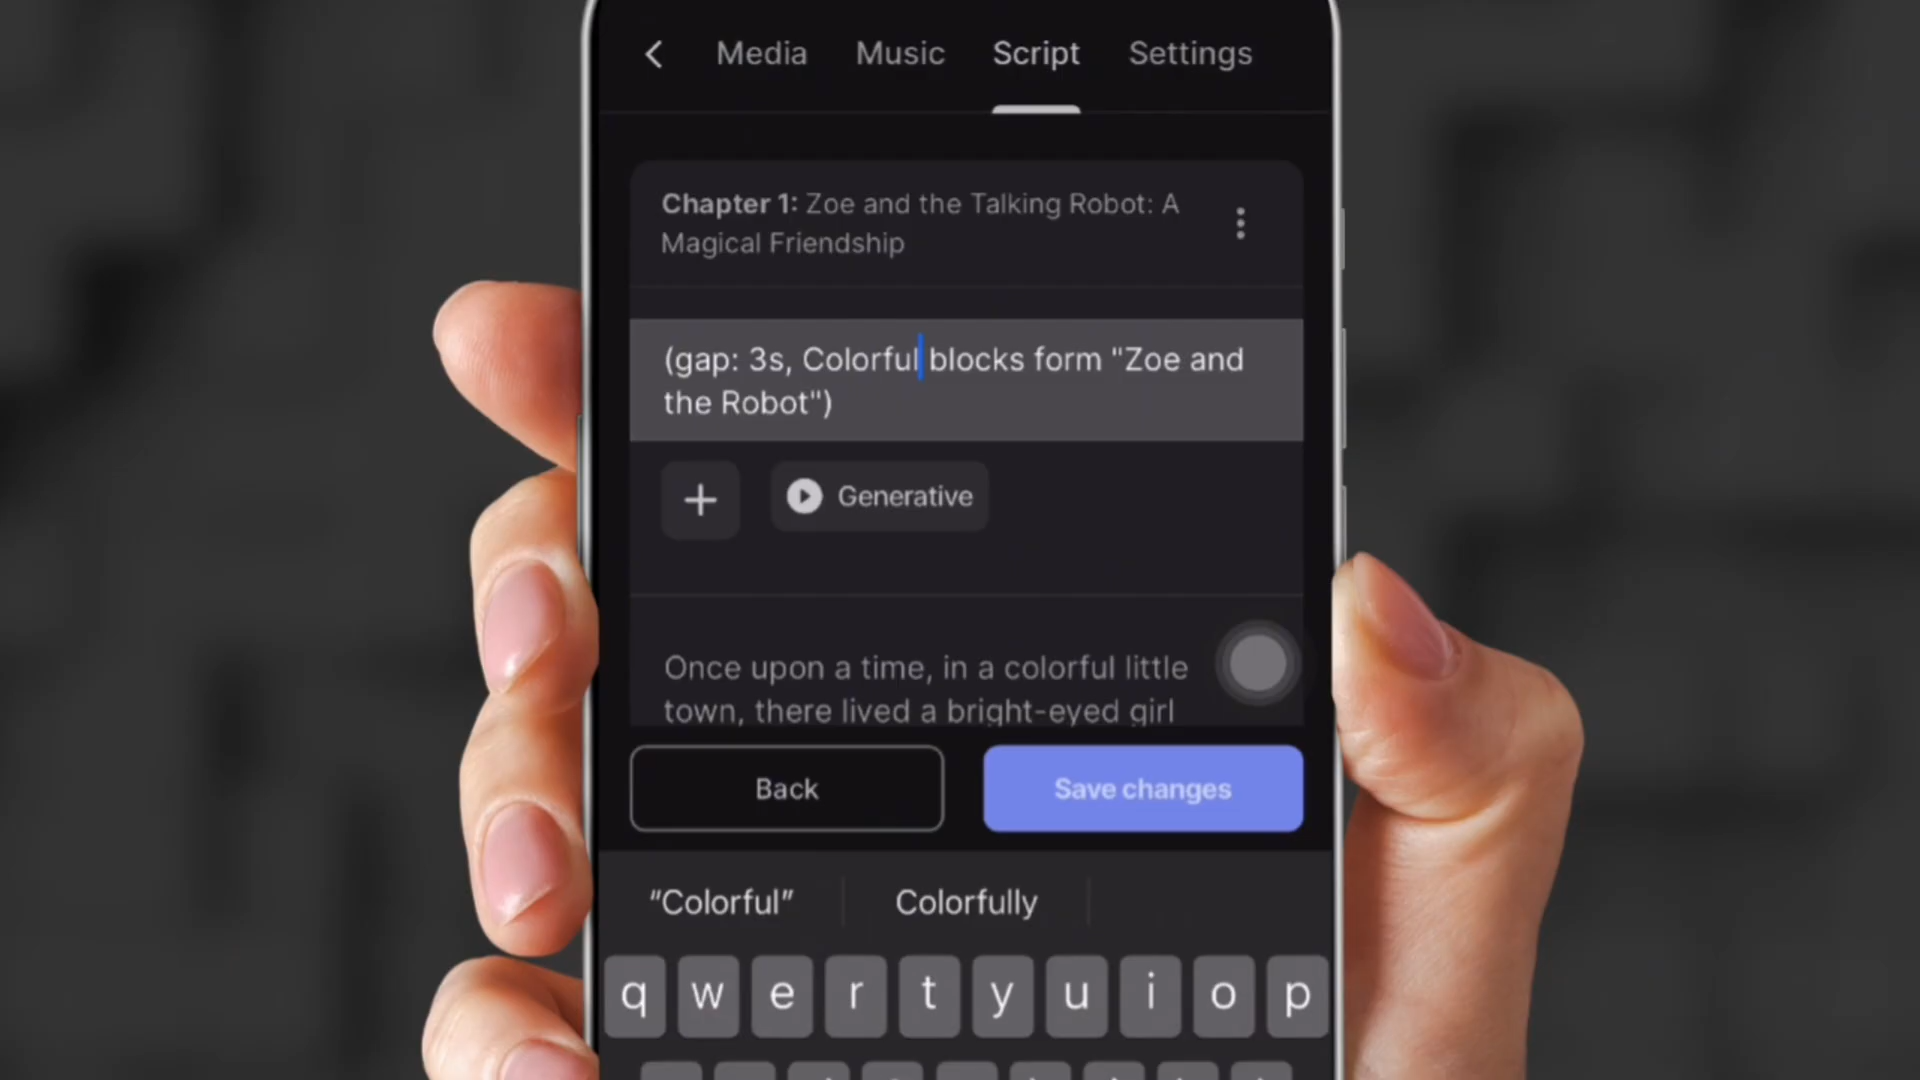 Media Music Script Settings
Chapter 1: Zoe and the Talking Robot: A
Magical Friendship
(gap: 3s, Colorful blocks form "Zoe and
the Robot")
Generative
Once upon a time, in a colorful little
town, there lived a bright-eyed girl
Back Save changes
“Colorful” Colorfully
q w e r t y u i o p